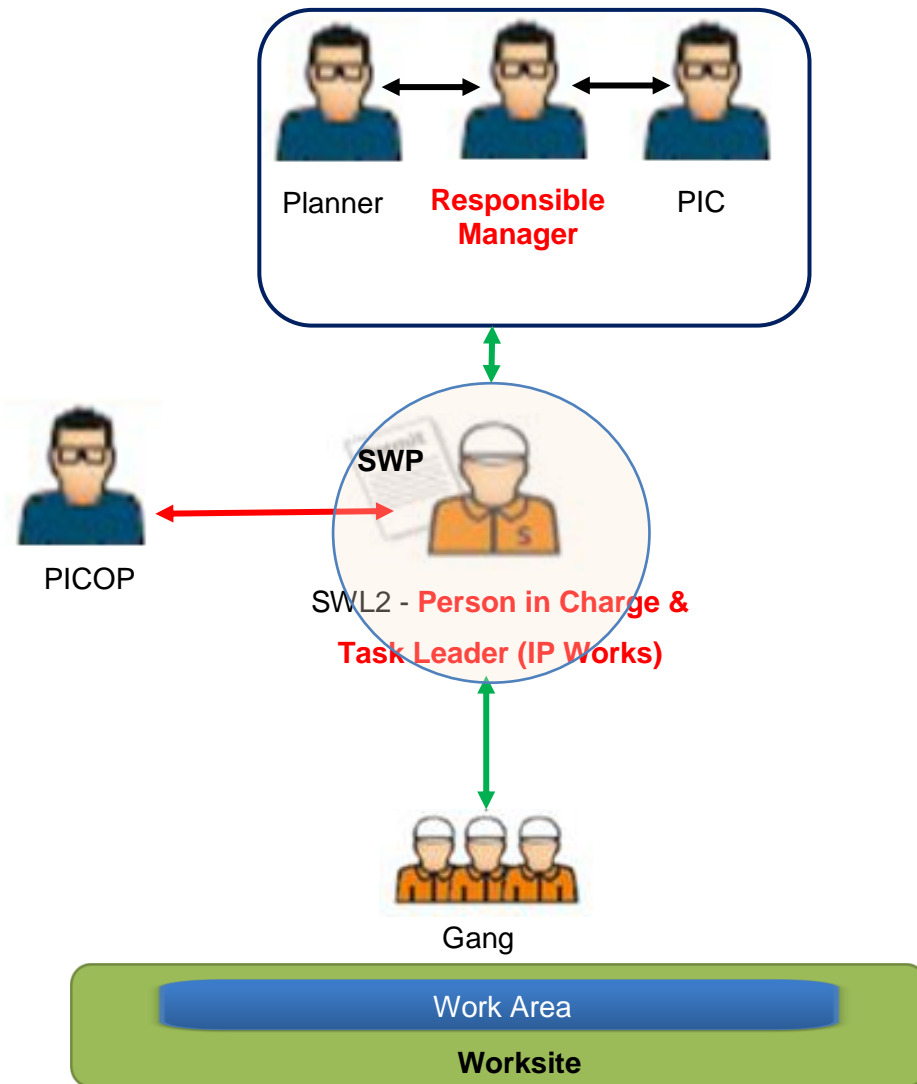 Planner
Responsible
Manager
PIC
SWP
PICOP
SWL2 - Person in Charge &
Task Leader (IP Works)
S
Gang
Work Area
Worksite